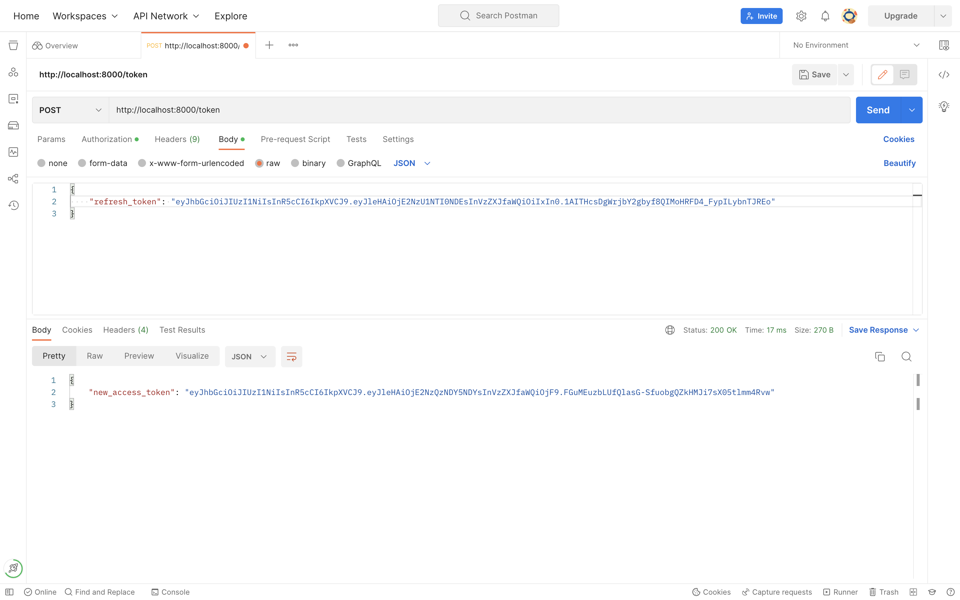 Home Workspaces API Network Explore Search Postman Invite Upgrade
Overview POST http://localhost:8000/ No Environment
http://localhost:8000/token Save
POST http://localhost:8000/token Send
Params Authorization Headers (9) Body Pre-request Script Tests Settings Cookies
none form-data x-www-form-urlencoded raw binary GraphQL JSON Beautify
1 {
2 "refresh_token": "eyJhbGciOiJIUzI1NiIsInR5cCI6IkpXVCJ9.eyJleHAiOjE2NzU1NTI0NDEsInVzZXJfaWQiOiIxIn0.1AITHcsDgWrjbY2gbyf8QIMoHRFD4_FypILybnTJREo"
3 }
Body Cookies Headers (4) Test Results Status: 200 OK Time: 17 ms Size: 270 B Save Response
Pretty Raw Preview Visualize JSON
1 {
2 "new_access_token": "eyJhbGciOiJIUzI1NiIsInR5cCI6IkpXVCJ9.eyJleHAiOjE2NzQzNDY5NDYsInVzZXJfaWQiOjF9.FGuMEuzbLUfQlasG-SfuobgQZkHMJi7sX05tlmm4Rvw"
3 }
Online Find and Replace Console Cookies Capture requests Runner Trash